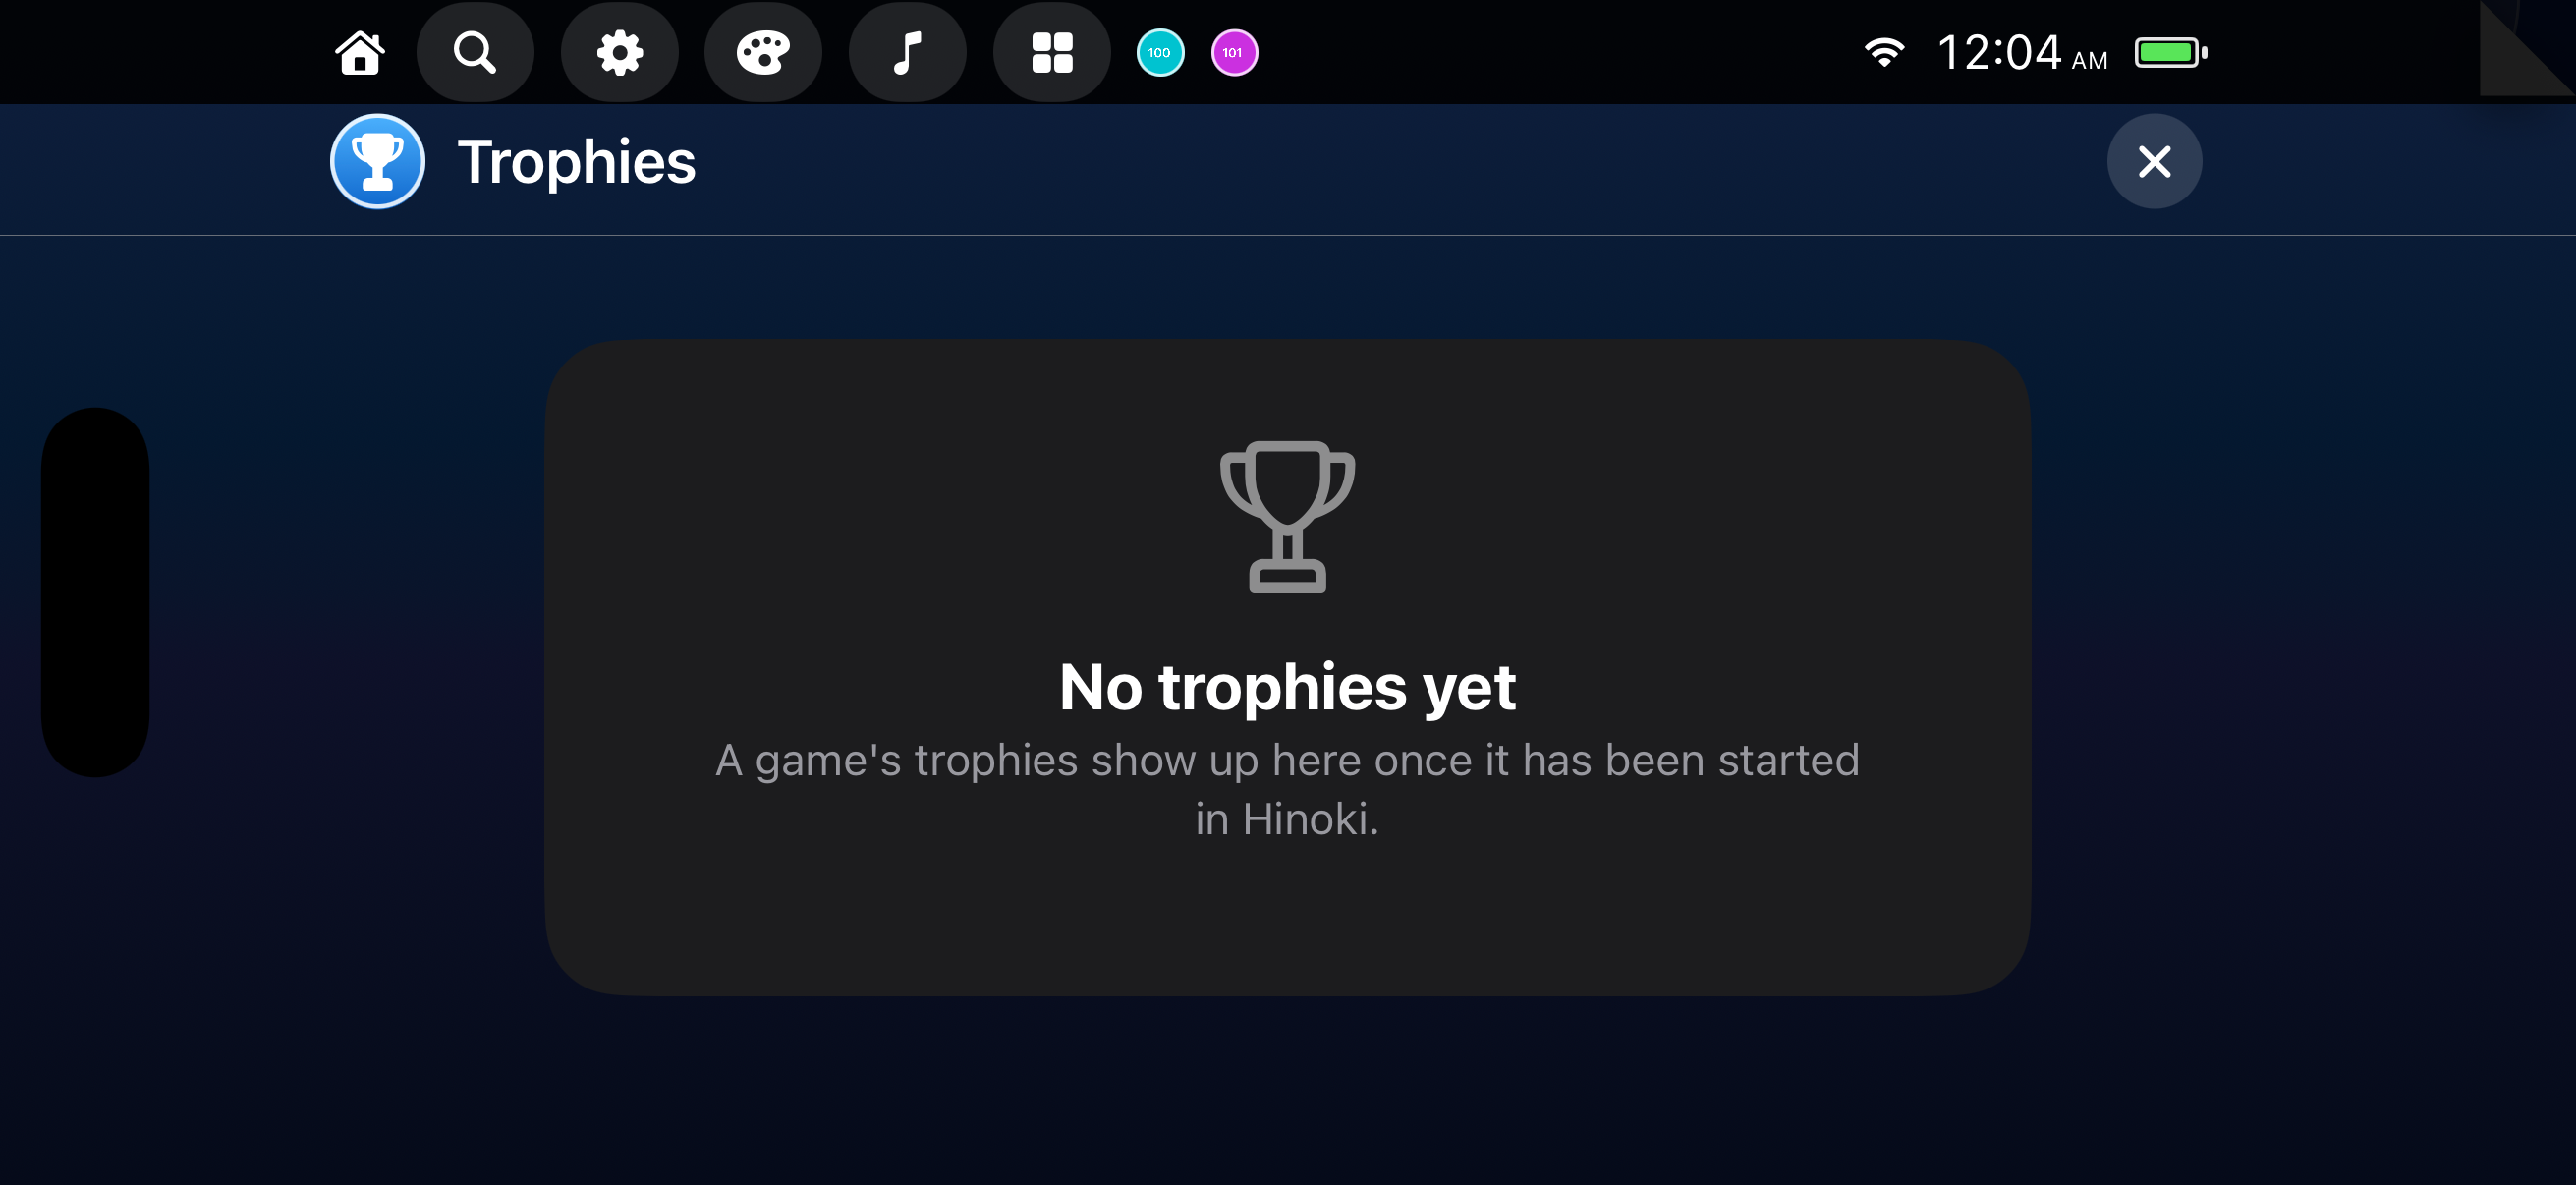 100 101 12:04 AM
Trophies
No trophies yet
A game's trophies show up here once it has been started
in Hinoki.